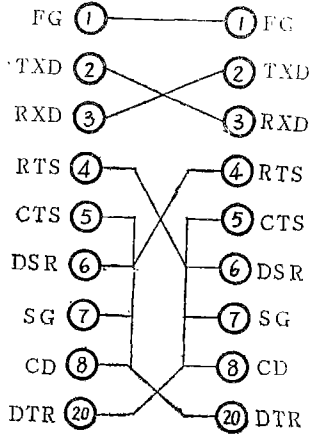 FG ① ① FG
TXD ② ② TXD
RXD ③ ③ RXD
RTS ④ ④ RTS
CTS ⑤ ⑤ CTS
DSR ⑥ ⑥ DSR
SG ⑦ ⑦ SG
CD ⑧ ⑧ CD
DTR ⑳ ⑳ DTR